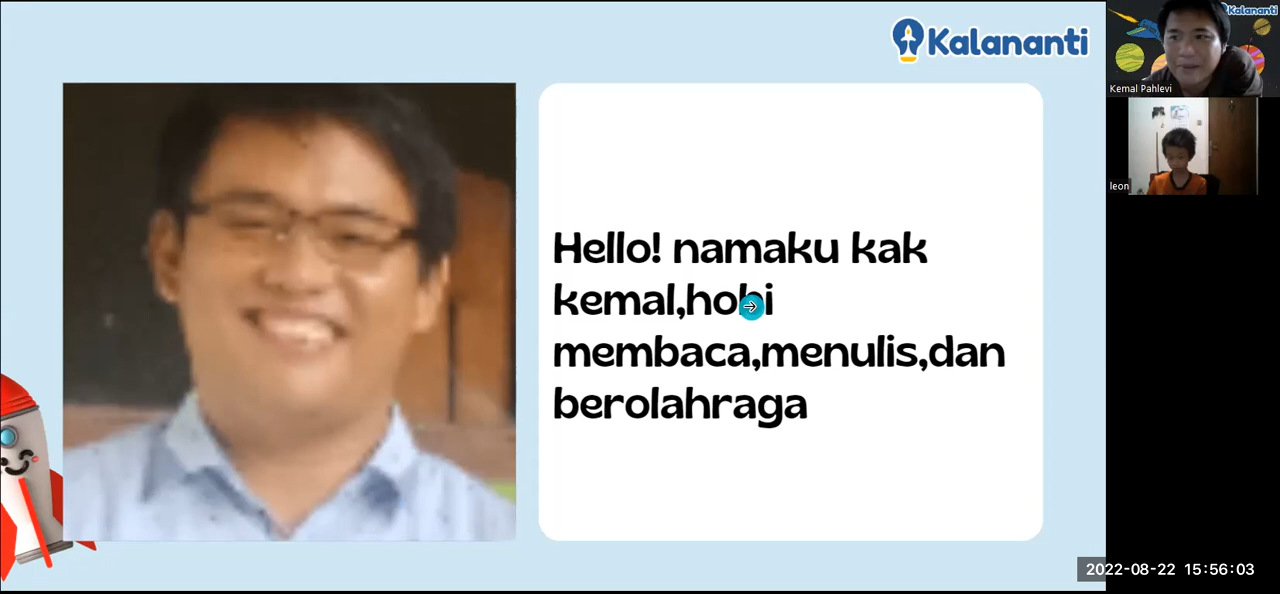 Kalananti
Hello! namaku kak
kemal,hobi
membaca,menulis,dan
berolahraga
Kalananti
Kemal Pahlevi
leon
2022-08-22 15:56:03